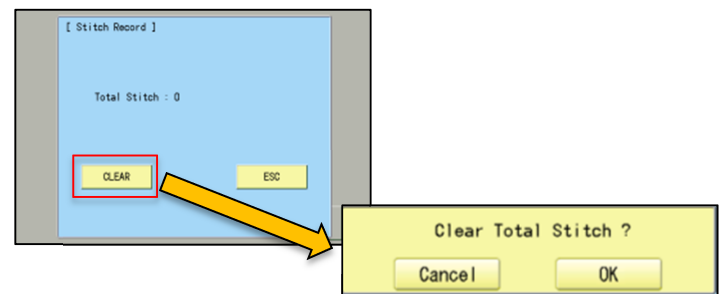 [ Stitch Record ]
Total Stitch : 0
CLEAR
ESC
Clear Total Stitch ?
Cancel
OK